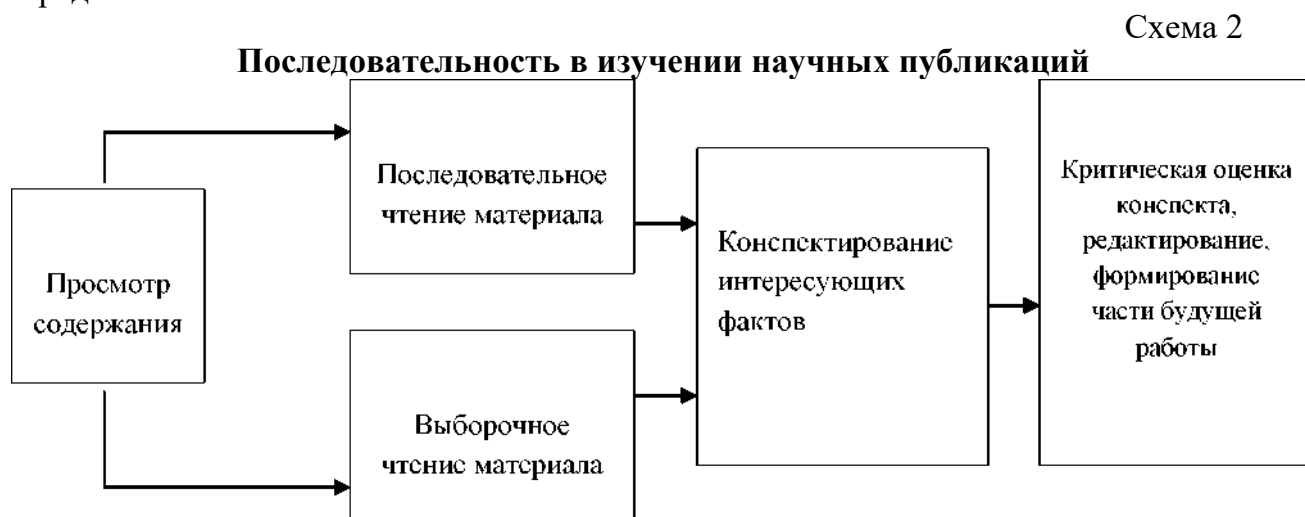 Схема 2
Последовательность в изучении научных публикаций
Просмотр
содержания
Последовательное
чтение материала
Выборочное
чтение материала
Конспектирование
интересующих
фактов
Критическая оценка
конспекта,
редактирование,
формирование
части будущей
работы